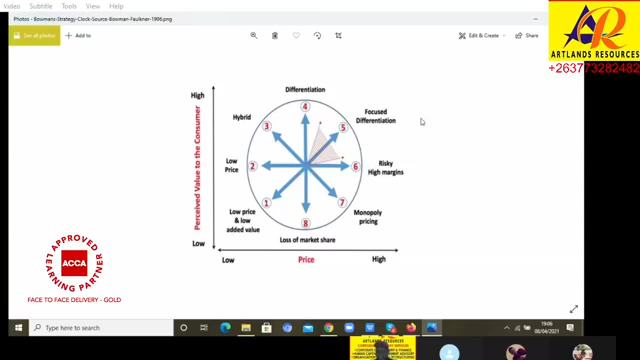 Video Subtitle Tools View Help
Photos - Bowmans-Strategy-Clock-Source-Bowman-Faulkner-1996.png
See all photos
Add to
Edit & Create
Share
ARTLANDS RESOURCES
+263773282482
High
Differentiation
4
Hybrid
3
5
Focused
Differentiation
Perceived Value to the Consumer
Low
Price
2
6
Risky
High margins
1
7
Low price
& low
added value
8
Monopoly
pricing
Low
Loss of market share
Low
Price
High
APPROVED
ACCA
LEARNING PARTNER
FACE TO FACE DELIVERY - GOLD
Type here to search
19:06
08/04/2021